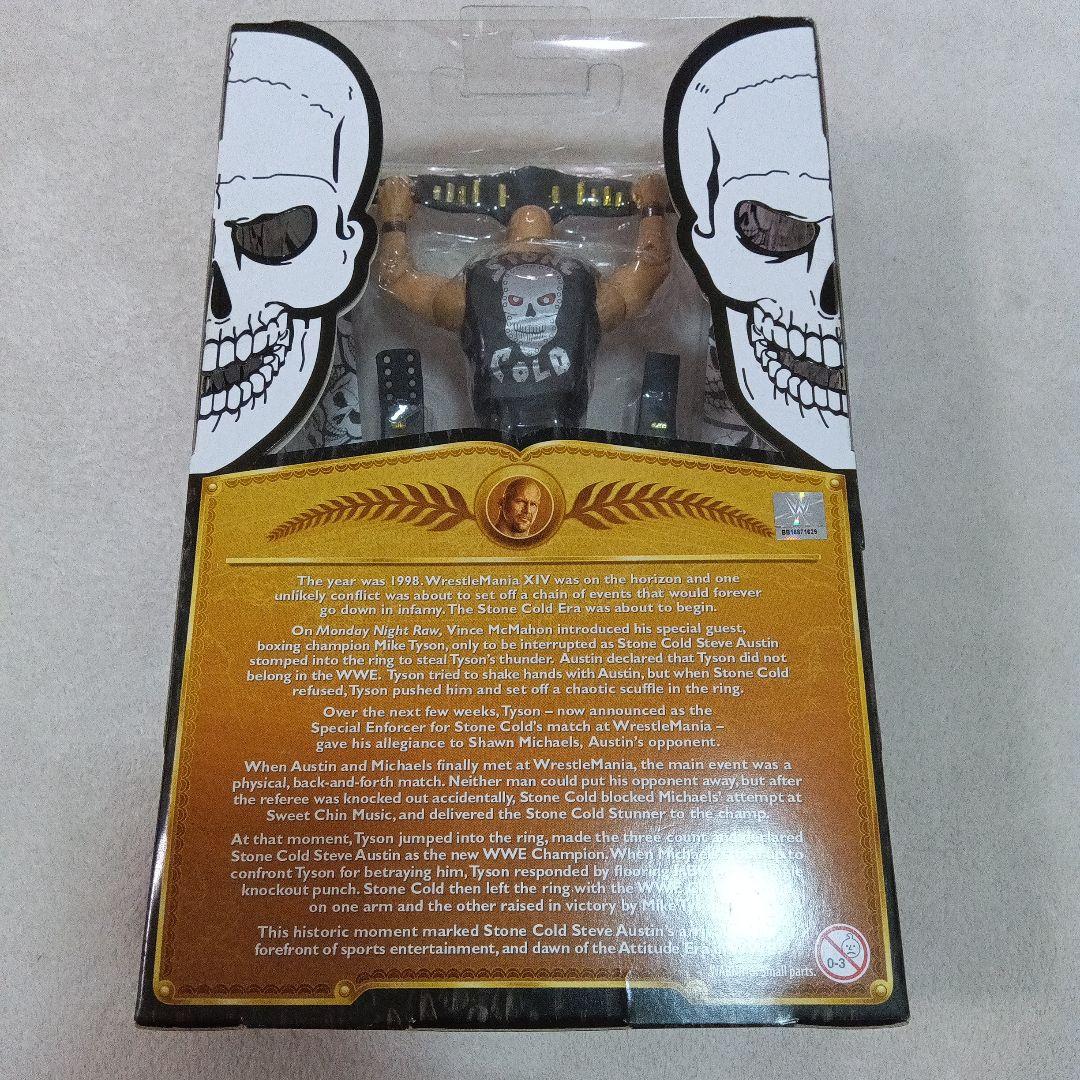 STONE
COLD
W
BB18871629
The year was 1998. WrestleMania XIV was on the horizon and one
unlikely conflict was about to set off a chain of events that would forever
go down in infamy. The Stone Cold Era was about to begin.
On Monday Night Raw, Vince McMahon introduced his special guest,
boxing champion Mike Tyson, only to be interrupted as Stone Cold Steve Austin
stomped into the ring to steal Tyson's thunder. Austin declared that Tyson did not
belong in the WWE. Tyson tried to shake hands with Austin, but when Stone Cold
refused, Tyson pushed him and set off a chaotic scuffle in the ring.
Over the next few weeks, Tyson – now announced as the
Special Enforcer for Stone Cold's match at WrestleMania –
gave his allegiance to Shawn Michaels, Austin's opponent.
When Austin and Michaels finally met at WrestleMania, the main event was a
physical, back-and-forth match. Neither man could put his opponent away, but after
the referee was knocked out accidentally, Stone Cold blocked Michaels' attempt at
Sweet Chin Music, and delivered the Stone Cold Stunner to the champ.
At that moment, Tyson jumped into the ring, made the three count and declared
Stone Cold Steve Austin as the new WWE Champion. When Michaels to
confront Tyson for betraying him, Tyson responded by flooring
knockout punch. Stone Cold then left the ring with the WWE
on one arm and the other raised in victory by Mike
This historic moment marked Stone Cold Steve Austin's
forefront of sports entertainment, and dawn of the Attitude Era
WARNING: Small parts.
0-3